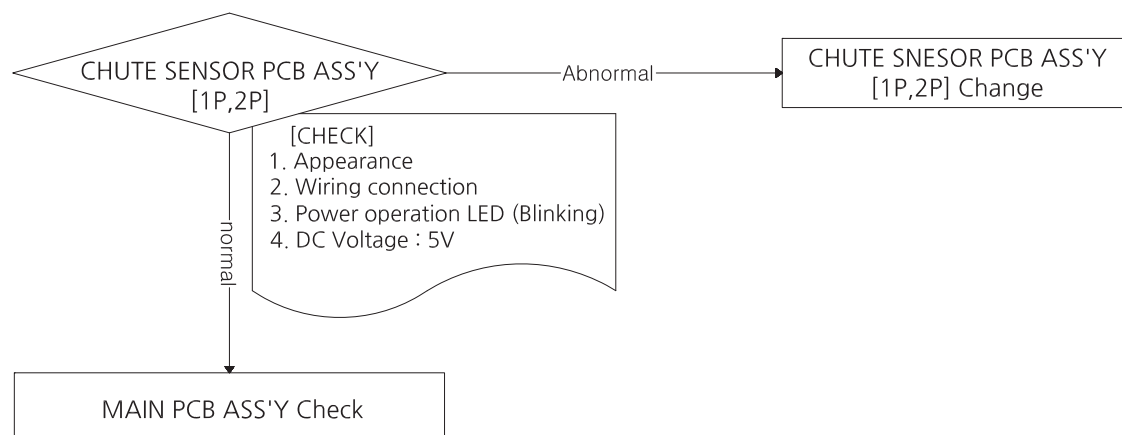 CHUTE SENSOR PCB ASS'Y
[1P,2P]
Abnormal
CHUTE SNESOR PCB ASS'Y
[1P,2P] Change
[CHECK]
1. Appearance
2. Wiring connection
3. Power operation LED (Blinking)
4. DC Voltage : 5V
normal
MAIN PCB ASS'Y Check